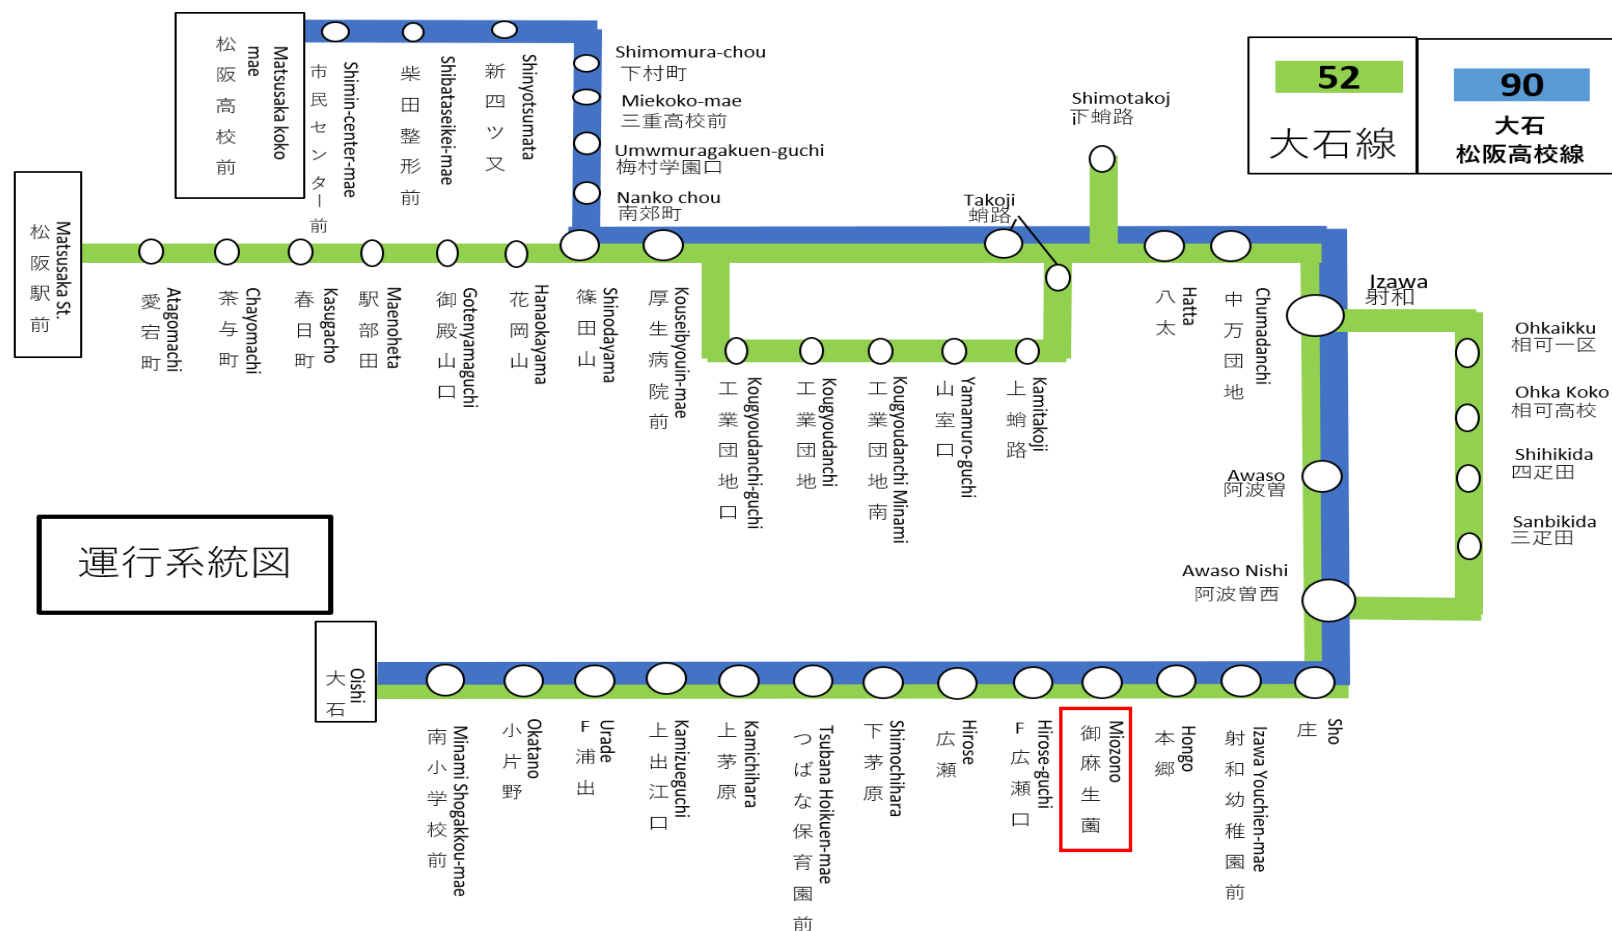 松阪高校前
Matsusaka koko
mae
市民センター前
Shimin-center-mae
柴田整形前
Shibataseikei-mae
新四ツ又
Shinyotsumata
Shimomura-chou
下村町
Miekoko-mae
三重高校前
Umwmuragakuen-guchi
梅村学園口
Nanko chou
南郊町
Shimotakoj
i下蛸路
52
大石線
90
大石
松阪高校線
松阪駅前
Matsusaka St.
愛宕町
Atagomachi
茶与町
Chayomachi
春日町
Kasugacho
駅部田
Maenoheta
御殿山口
Gotenyamaguchi
花岡山
Hanaokayama
篠田山
Shinodayama
厚生病院前
Kouseibyouin-mae
Takoji
蛸路
八太
Hatta
中万団地
Chumadanchi
Izawa
射和
工業団地口
Kougyoudanchi-guchi
工業団地
Kougyoudanchi
工業団地南
Kougyoudanchi Minami
山室口
Yamamuro-guchi
上蛸路
Kamitakoji
Ohkaikku
相可一区
Ohka Koko
相可高校
Shihikida
四疋田
Sanbikida
三疋田
Awaso
阿波曽
Awaso Nishi
阿波曽西
運行系統図
大石
Oishi
南小学校前
Minami Shogakkou-mae
小片野
Okatano
F浦出
Urade
上出江口
Kamizueguchi
上茅原
Kamichihara
つばな保育園前
Tsubana Hoikuen-mae
下茅原
Shimochihara
広瀬
Hirose
F広瀬口
Hirose-guchi
御麻生薗
Miozono
本郷
Hongo
射和幼稚園前
Izawa Youchien-mae
庄
Sho